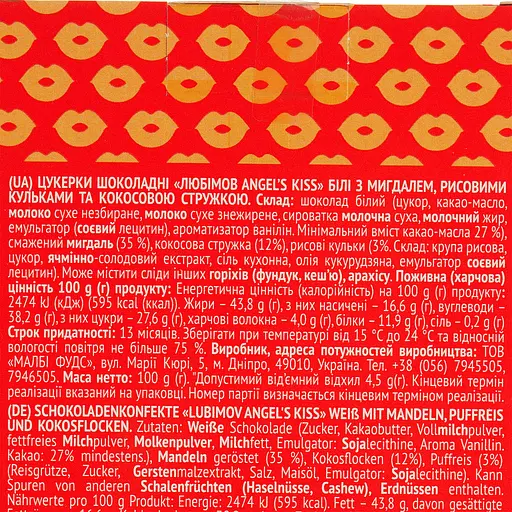 (UA) ЦУКЕРКИ ШОКОЛАДНІ «ЛЮБІМОВ ANGEL'S KISS» БІЛІ З МИГДАЛЕМ, РИСОВИМИ
КУЛЬКАМИ ТА КОКОСОВОЮ СТРУЖКОЮ. Склад: шоколад білий (цукор, какао-масло,
молоко сухе незбиране, молоко сухе знежирене, сироватка молочна суха, молочний жир,
емульгатор (соєвий лецитин), ароматизатор ванілін. Мінімальний вміст какао-масла 27 %),
смажений мигдаль (35 %), кокосова стружка (12%), рисові кульки (3%. Склад: крупа рисова,
цукор, ячмінно-солодовий екстракт, сіль кухонна, олія кукурудзяна, емульгатор соєвий
лецитин). Може містити сліди інших горіхів (фундук, кеш'ю), арахісу. Поживна (харчова)
цінність 100 g (г) продукту: Енергетична цінність (калорійність) на 100 g (г) продукту:
2474 kJ (кДж) (595 kcal (ккал)). Жири – 43,8 g (г), з них насичені – 16,6 g (г), вуглеводи –
38,2 g (г), з них цукри – 27,6 g (г), харчові волокна – 4,0 g (г), білки – 11,9 g (г), сіль – 0,2 g (г)
Строк придатності: 13 місяців. Зберігати при температурі від 15 °С до 24 °С та відносній
вологості повітря не більше 75 %. Виробник, адреса потужностей виробництва: ТОВ
«МАЛБІ ФУДС», вул. Марії Кюрі, 5, м. Дніпро, 49010, Україна. Тел. +38 (056) 7945505,
7946505. Маса нетто: 100 g (г). Допустимий від'ємний відхил 4,5 g(г). Кінцевий термін
реалізації вказаний на упаковці. Номер партії визначається кінцевим терміном реалізації.
(DE) SCHOKOLADENKONFEKTE «LUBIMOV ANGEL'S KISS» WEIß MIT MANDELN, PUFFREIS
UND KOKOSFLOCKEN. Zutaten: Weiße Schokolade (Zucker, Kakaobutter, Vollmilchpulver,
fettfreies Milchpulver, Molkenpulver, Milchfett, Emulgator: Sojalecithine), Aroma Vanillin.
Kakao: 27% mindestens.), Mandeln geröstet (35 %), Kokosflocken (12%), Puffreis (3%)
(Reisgrütze, Zucker, Gerstenmalzextrakt, Salz, Maisöl, Emulgator: Sojalecithine). Kann
Spuren von anderen Schalenfrüchten (Haselnüsse, Cashew), Erdnüssen enthalten.
Nährwerte pro 100 g Produkt: Energie: 2474 kJ (595 kcal). Fett – 43,8 g, davon gesättigte